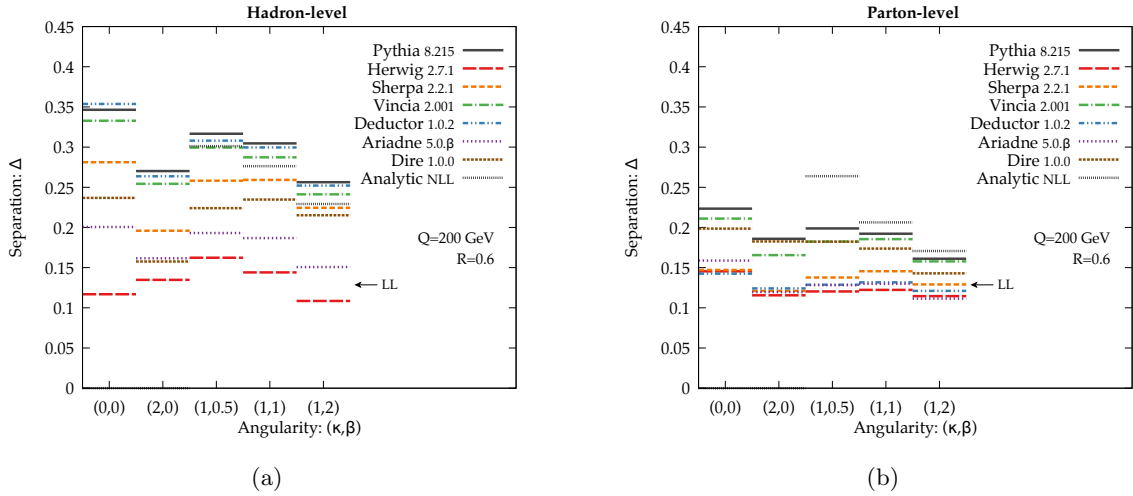 Hadron-level
0.45
0.4
0.35
0.3
0.25
0.2
0.15
0.1
0.05
0
Separation: Δ
Pythia 8.215
Herwig 2.7.1
Sherpa 2.2.1
Vincia 2.001
Deductor 1.0.2
Ariadne 5.0.β
Dire 1.0.0
Analytic NLL
Q=200 GeV
R=0.6
LL
(0,0) (2,0) (1,0.5) (1,1) (1,2)
Angularity: (κ,β)
(a)
Parton-level
0.45
0.4
0.35
0.3
0.25
0.2
0.15
0.1
0.05
0
Separation: Δ
Pythia 8.215
Herwig 2.7.1
Sherpa 2.2.1
Vincia 2.001
Deductor 1.0.2
Ariadne 5.0.β
Dire 1.0.0
Analytic NLL
Q=200 GeV
R=0.6
LL
(0,0) (2,0) (1,0.5) (1,1) (1,2)
Angularity: (κ,β)
(b)